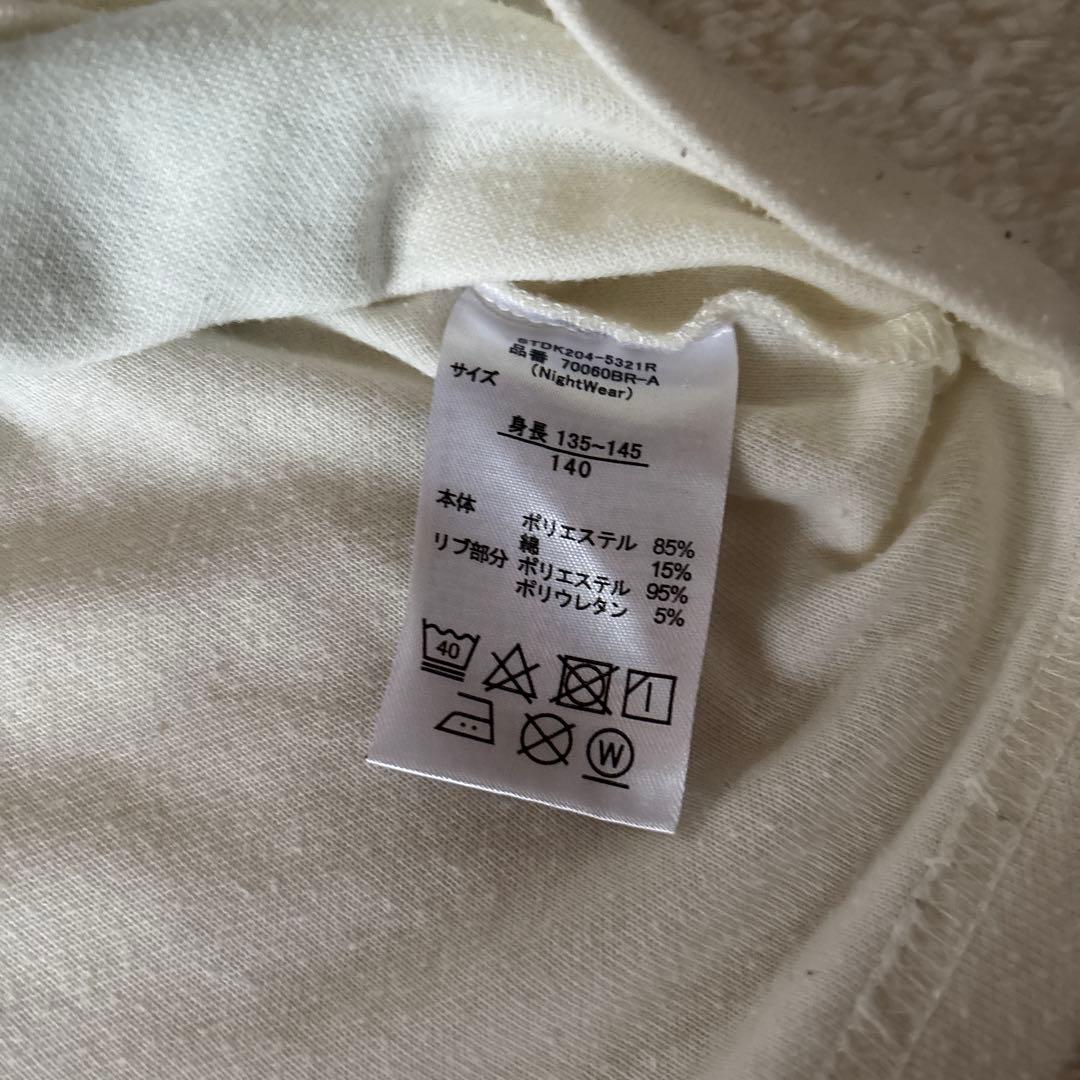 STDK204-5321R
品番 70060BR-A
サイズ (NightWear)
身長 135~145
140
本体 ポリエステル 85%
綿 15%
リブ部分 ポリエステル 95%
ポリウレタン 5%
40
W